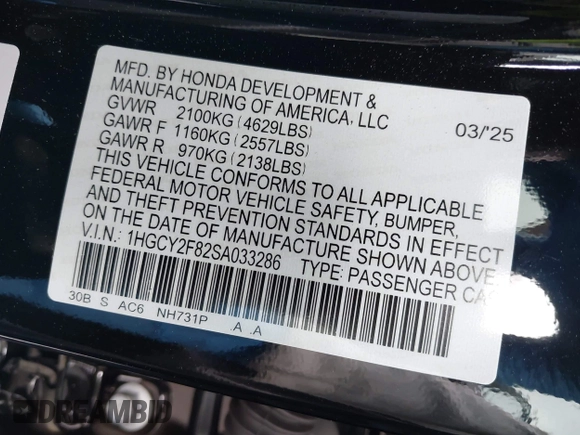 MFD. BY HONDA DEVELOPMENT &
MANUFACTURING OF AMERICA, LLC 03/'25
GVWR 2100KG (4629LBS)
GAWR F 1160KG (2557LBS)
GAWR R 970KG (2138LBS)
THIS VEHICLE CONFORMS TO ALL APPLICABLE
FEDERAL MOTOR VEHICLE SAFETY, BUMPER,
AND THEFT PREVENTION STANDARDS IN EFFECT
ON THE DATE OF MANUFACTURE SHOWN ABOVE.
V.I.N.: 1HGCY2F82SA033286 TYPE: PASSENGER CA
30B S AC6 NH731P .A .A
DREAMBID